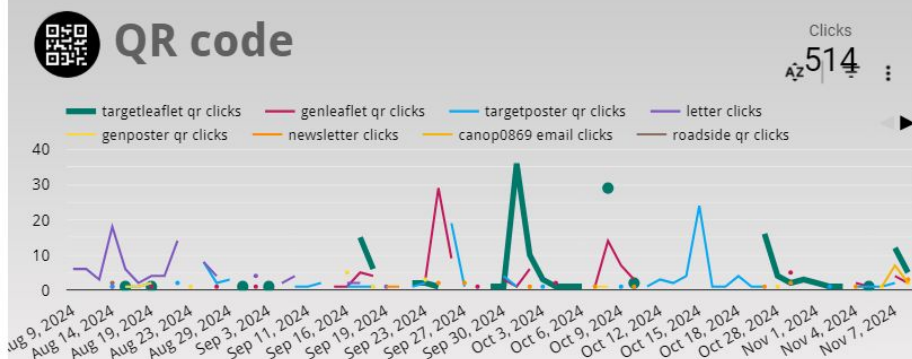 QR code
Clicks
514
targetleaflet qr clicks genleaflet qr clicks targetposter qr clicks letter clicks
genposter qr clicks newsletter clicks canop0869 email clicks roadside qr clicks
40
30
20
10
0
Aug 9, 2024 Aug 14, 2024 Aug 19, 2024 Aug 23, 2024 Aug 29, 2024 Sep 3, 2024 Sep 11, 2024 Sep 16, 2024 Sep 19, 2024 Sep 23, 2024 Sep 27, 2024 Sep 30, 2024 Oct 3, 2024 Oct 6, 2024 Oct 9, 2024 Oct 12, 2024 Oct 15, 2024 Oct 18, 2024 Oct 28, 2024 Nov 1, 2024 Nov 4, 2024 Nov 7, 2024